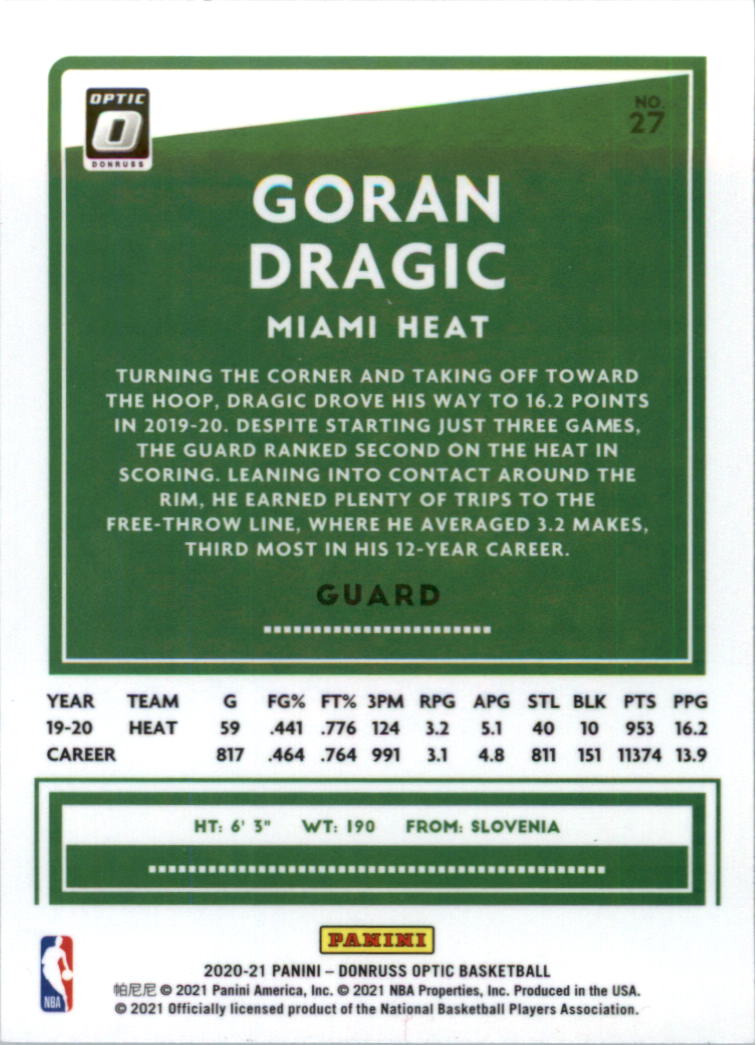 OPTIC
O
DONRUSS
NO.
27
GORAN
DRAGIC
MIAMI HEAT
TURNING THE CORNER AND TAKING OFF TOWARD
THE HOOP, DRAGIC DROVE HIS WAY TO 16.2 POINTS
IN 2019-20. DESPITE STARTING JUST THREE GAMES,
THE GUARD RANKED SECOND ON THE HEAT IN
SCORING. LEANING INTO CONTACT AROUND THE
RIM, HE EARNED PLENTY OF TRIPS TO THE
FREE-THROW LINE, WHERE HE AVERAGED 3.2 MAKES,
THIRD MOST IN HIS 12-YEAR CAREER.
GUARD
YEAR TEAM G FG% FT% 3PM RPG APG STL BLK PTS PPG
19-20 HEAT 59 .441 .776 124 3.2 5.1 40 10 953 16.2
CAREER 817 .464 .764 991 3.1 4.8 811 151 11374 13.9
HT: 6' 3" WT: 190 FROM: SLOVENIA
PANINI
NBA
2020-21 PANINI – DONRUSS OPTIC BASKETBALL
帕尼尼 © 2021 Panini America, Inc. © 2021 NBA Properties, Inc. Produced in the USA.
© 2021 Officially licensed product of the National Basketball Players Association.